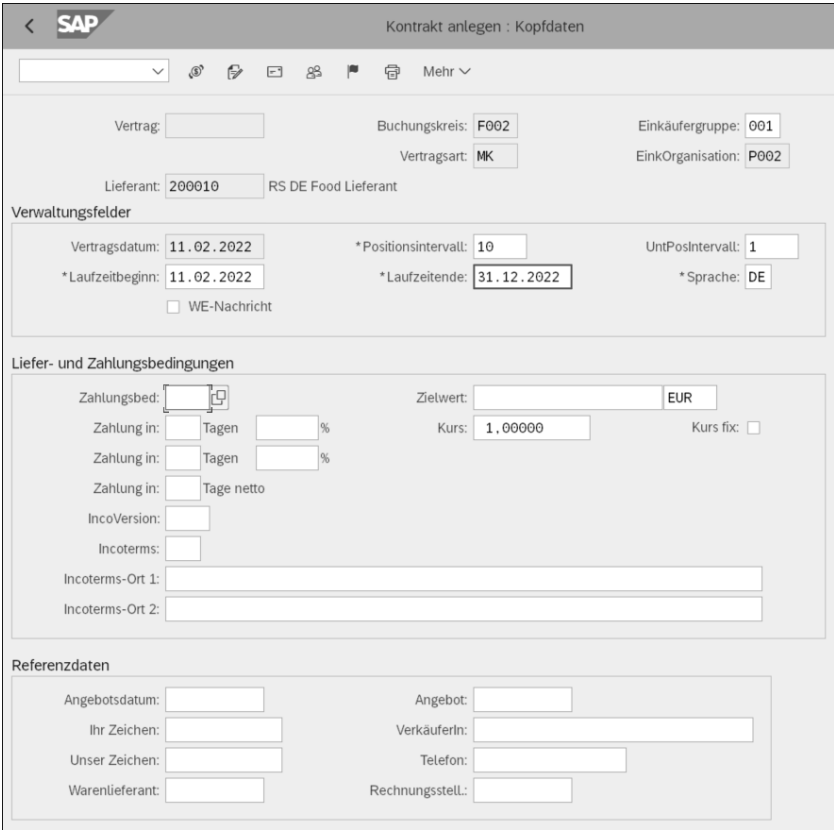 SAP Kontrakt anlegen : Kopfdaten
Mehr
Vertrag: Buchungskreis: F002 Einkäufergruppe: 001
Vertragsart: MK EinkOrganisation: P002
Lieferant: 200010 RS DE Food Lieferant
Verwaltungsfelder
Vertragsdatum: 11.02.2022 *Positionsintervall: 10 UntPosIntervall: 1
*Laufzeitbeginn: 11.02.2022 *Laufzeitende: 31.12.2022 *Sprache: DE
WE-Nachricht
Liefer- und Zahlungsbedingungen
Zahlungsbed: Zielwert: EUR
Zahlung in: Tagen % Kurs: 1,00000 Kurs fix:
Zahlung in: Tagen %
Zahlung in: Tage netto
IncoVersion:
Incoterms:
Incoterms-Ort 1:
Incoterms-Ort 2:
Referenzdaten
Angebotsdatum: Angebot:
Ihr Zeichen: VerkäuferIn:
Unser Zeichen: Telefon:
Warenlieferant: Rechnungsstell.: